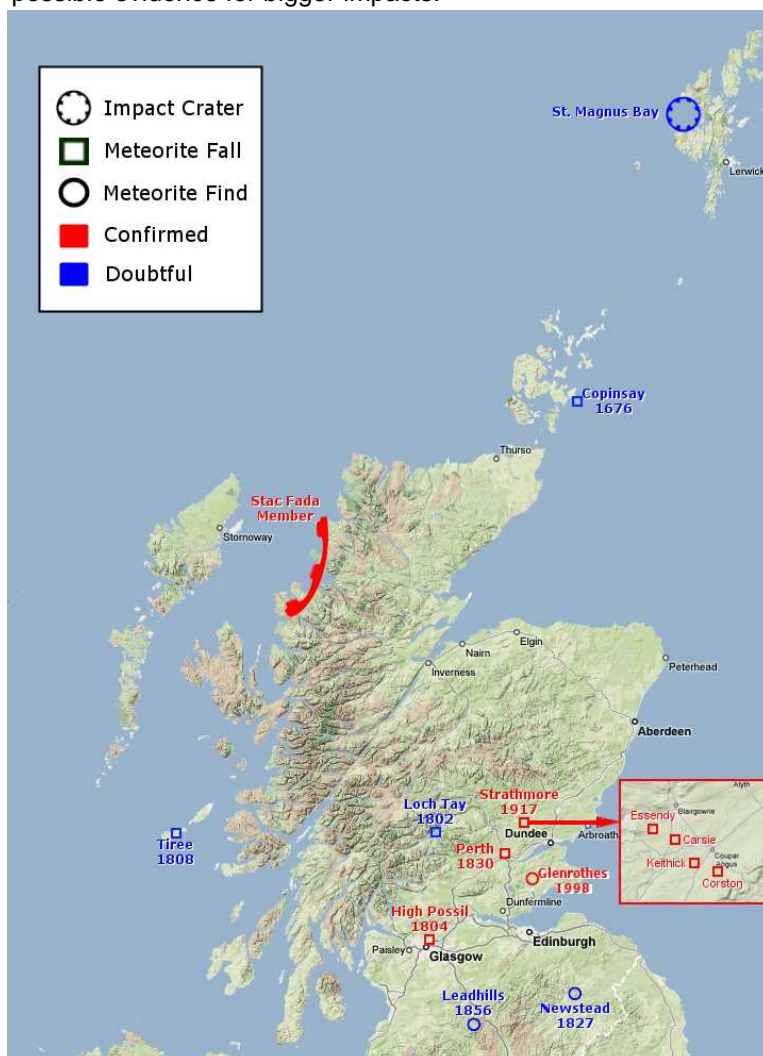 possible evidence for bigger impacts.
Impact Crater
Meteorite Fall
Meteorite Find
Confirmed
Doubtful
St. Magnus Bay
Lerwick
Copinsay
1676
Thurso
Stac Fada
Member
Stornoway
Elgin
Nairn
Inverness
Peterhead
Aberdeen
Strathmore
1917
Loch Tay
1802
Dundee
Arbroath
Perth
1830
Tiree
1808
Glenrothes
1998
Dunfermline
High Possil
1804
Paisley
Glasgow
Edinburgh
Leadhills
1856
Newstead
1827
Alyth
Blairgowrie
Essendy
Carsie
Keithick
Coupar
Angus
Corston